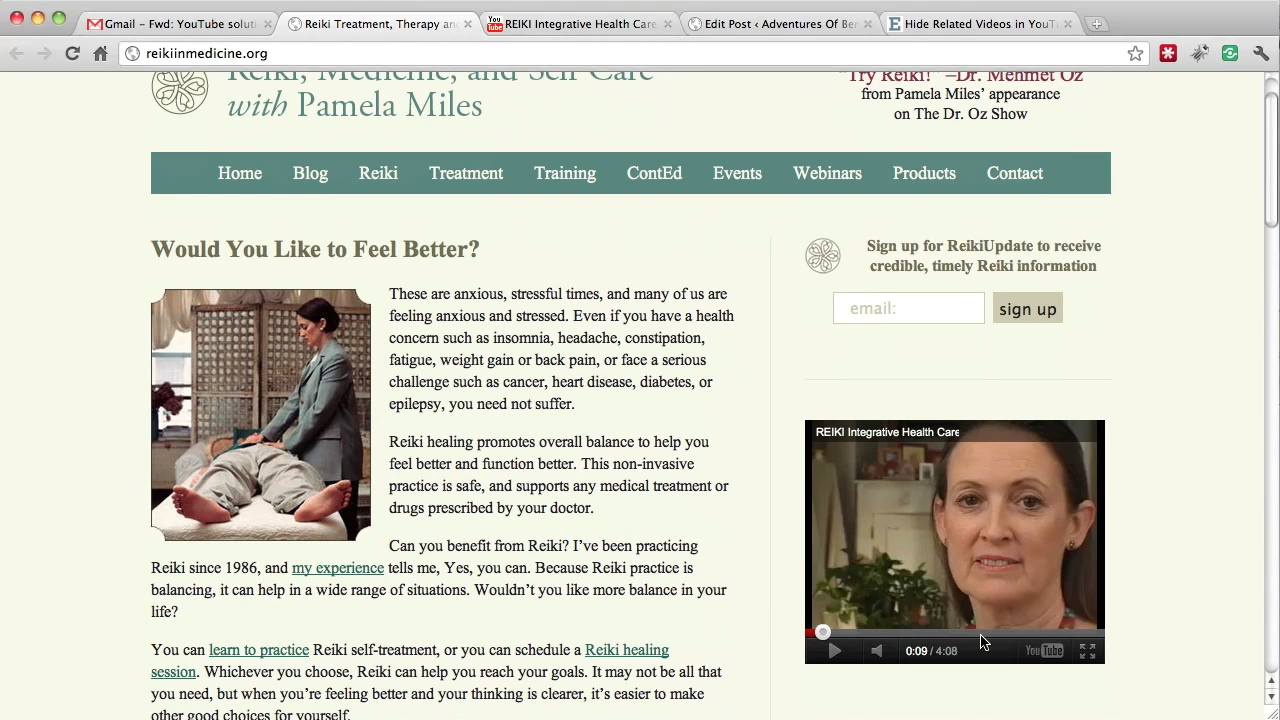 Gmail - Fwd: YouTube soluti
Reiki Treatment, Therapy an
REIKI Integrative Health Care
Edit Post ‹ Adventures Of Be
Hide Related Videos in YouT
reikiinmedicine.org
Reiki, Medicine, and Self Care
with Pamela Miles
"Try Reiki!" –Dr. Mehmet Oz
from Pamela Miles' appearance
on The Dr. Oz Show
Home Blog Reiki Treatment Training ContEd Events Webinars Products Contact
Would You Like to Feel Better?
These are anxious, stressful times, and many of us are
feeling anxious and stressed. Even if you have a health
concern such as insomnia, headache, constipation,
fatigue, weight gain or back pain, or face a serious
challenge such as cancer, heart disease, diabetes, or
epilepsy, you need not suffer.
Reiki healing promotes overall balance to help you
feel better and function better. This non-invasive
practice is safe, and supports any medical treatment or
drugs prescribed by your doctor.
Can you benefit from Reiki? I've been practicing
Reiki since 1986, and my experience tells me, Yes, you can. Because Reiki practice is
balancing, it can help in a wide range of situations. Wouldn't you like more balance in your
life?
You can learn to practice Reiki self-treatment, or you can schedule a Reiki healing
session. Whichever you choose, Reiki can help you reach your goals. It may not be all that
you need, but when you're feeling better and your thinking is clearer, it's easier to make
other good choices for yourself.
Sign up for ReikiUpdate to receive
credible, timely Reiki information
email: sign up
REIKI Integrative Health Care
0:09 / 4:08
YouTube